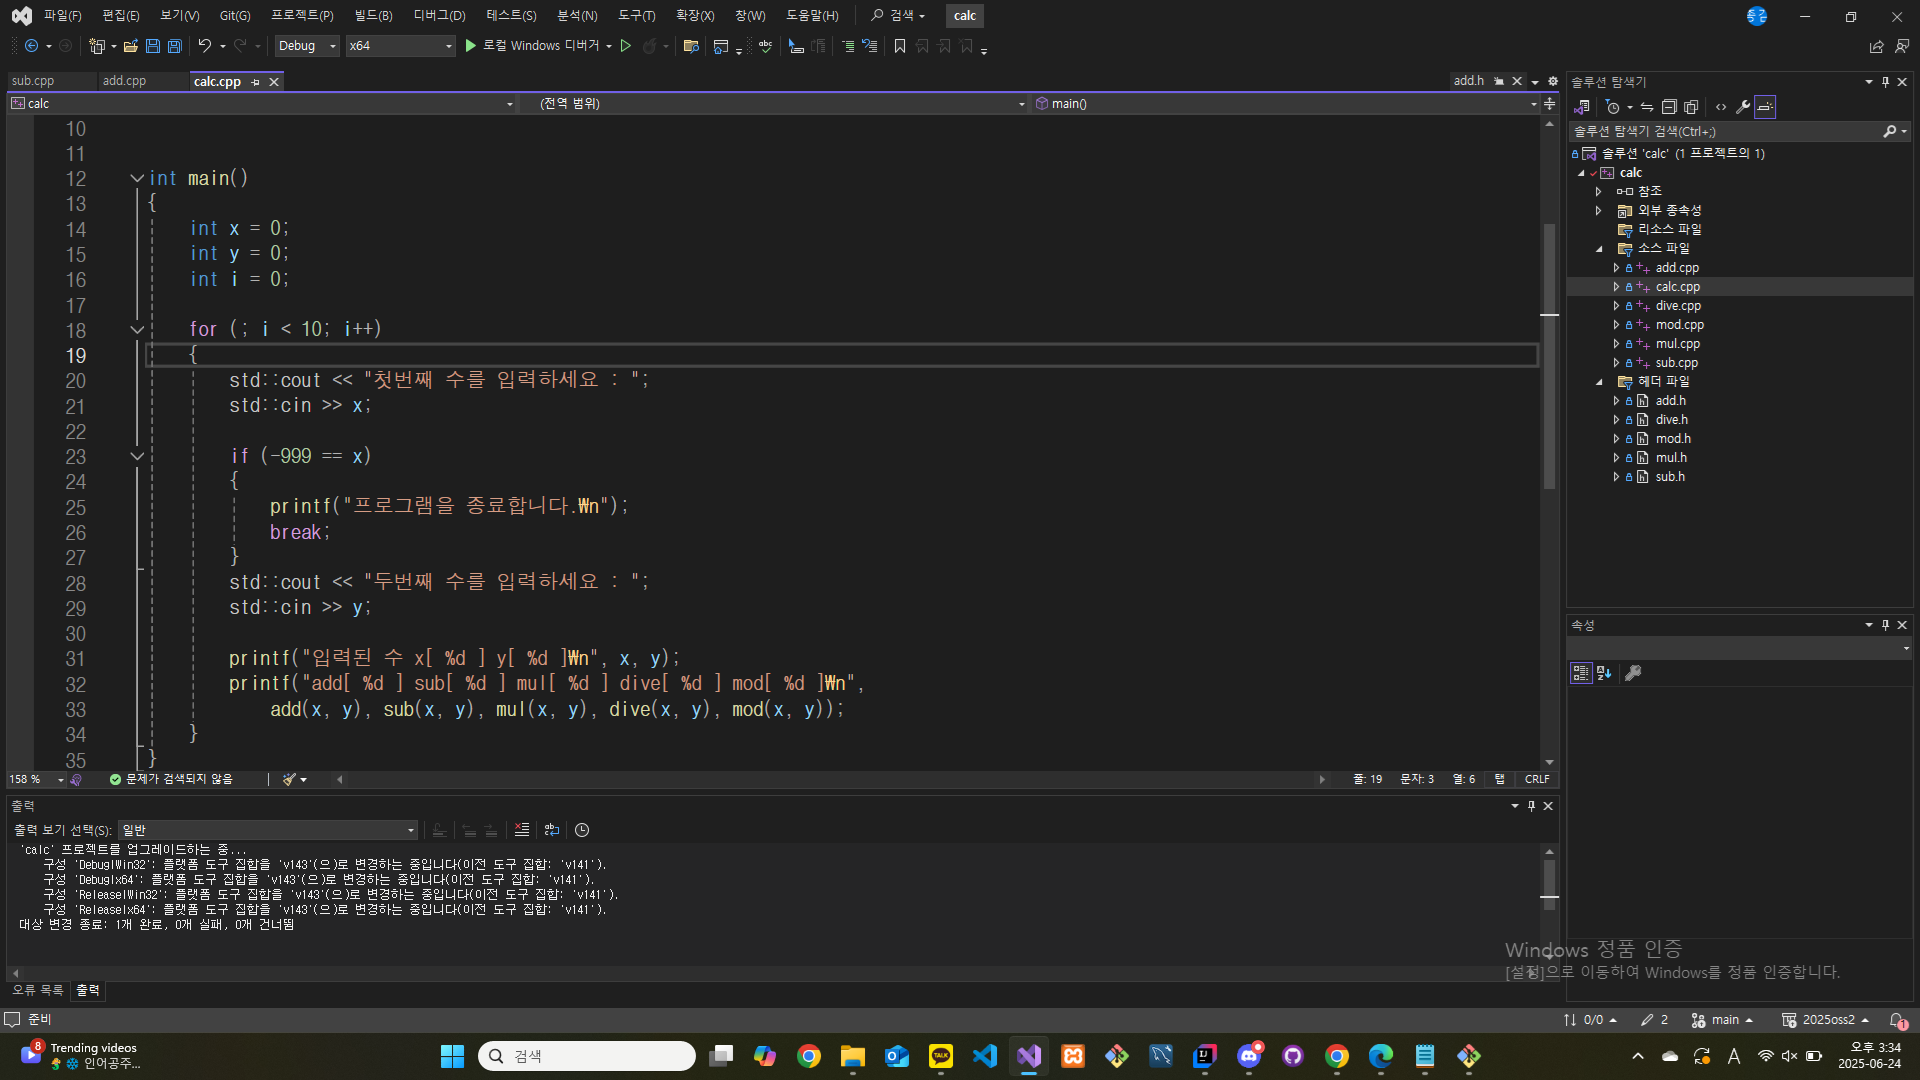 파일(F) 편집(E) 보기(V) Git(G) 프로젝트(P) 빌드(B) 디버그(D) 테스트(S) 분석(N) 도구(T) 확장(X) 창(W) 도움말(H) 검색 calc
Debug x64 로컬 Windows 디버거
sub.cpp add.cpp calc.cpp add.h
calc (전역 범위) main()
10
11
12 int main()
13 {
14 int x = 0;
15 int y = 0;
16 int i = 0;
17
18 for (; i < 10; i++)
19 {
20 std::cout << "첫번째 수를 입력하세요 : ";
21 std::cin >> x;
22
23 if (-999 == x)
24 {
25 printf("프로그램을 종료합니다.₩n");
26 break;
27 }
28 std::cout << "두번째 수를 입력하세요 : ";
29 std::cin >> y;
30
31 printf("입력된 수 x[ %d ] y[ %d ]₩n", x, y);
32 printf("add[ %d ] sub[ %d ] mul[ %d ] dive[ %d ] mod[ %d ]₩n",
33 add(x, y), sub(x, y), mul(x, y), dive(x, y), mod(x, y));
34 }
35 }
158 % 문제가 검색되지 않음 줄: 19 문자: 3 열: 6 탭 CRLF
출력
출력 보기 선택(S): 일반
'calc' 프로젝트를 업그레이드하는 중...
구성 'Debug|Win32': 플랫폼 도구 집합을 'v143'(으)로 변경하는 중입니다(이전 도구 집합: 'v141').
구성 'Debug|x64': 플랫폼 도구 집합을 'v143'(으)로 변경하는 중입니다(이전 도구 집합: 'v141').
구성 'Release|Win32': 플랫폼 도구 집합을 'v143'(으)로 변경하는 중입니다(이전 도구 집합: 'v141').
구성 'Release|x64': 플랫폼 도구 집합을 'v143'(으)로 변경하는 중입니다(이전 도구 집합: 'v141').
대상 변경 종료: 1개 완료, 0개 실패, 0개 건너뜀
오류 목록 출력
솔루션 탐색기
솔루션 탐색기 검색(Ctrl+;)
솔루션 'calc' (1 프로젝트의 1)
calc
참조
외부 종속성
리소스 파일
소스 파일
add.cpp
calc.cpp
dive.cpp
mod.cpp
mul.cpp
sub.cpp
헤더 파일
add.h
dive.h
mod.h
mul.h
sub.h
속성
Windows 정품 인증
[설정]으로 이동하여 Windows를 정품 인증합니다.
준비 0/0 2 main 2025oss2 1
8 Trending videos
인어공주...
검색
TALK
A
오후 3:34
2025-06-24